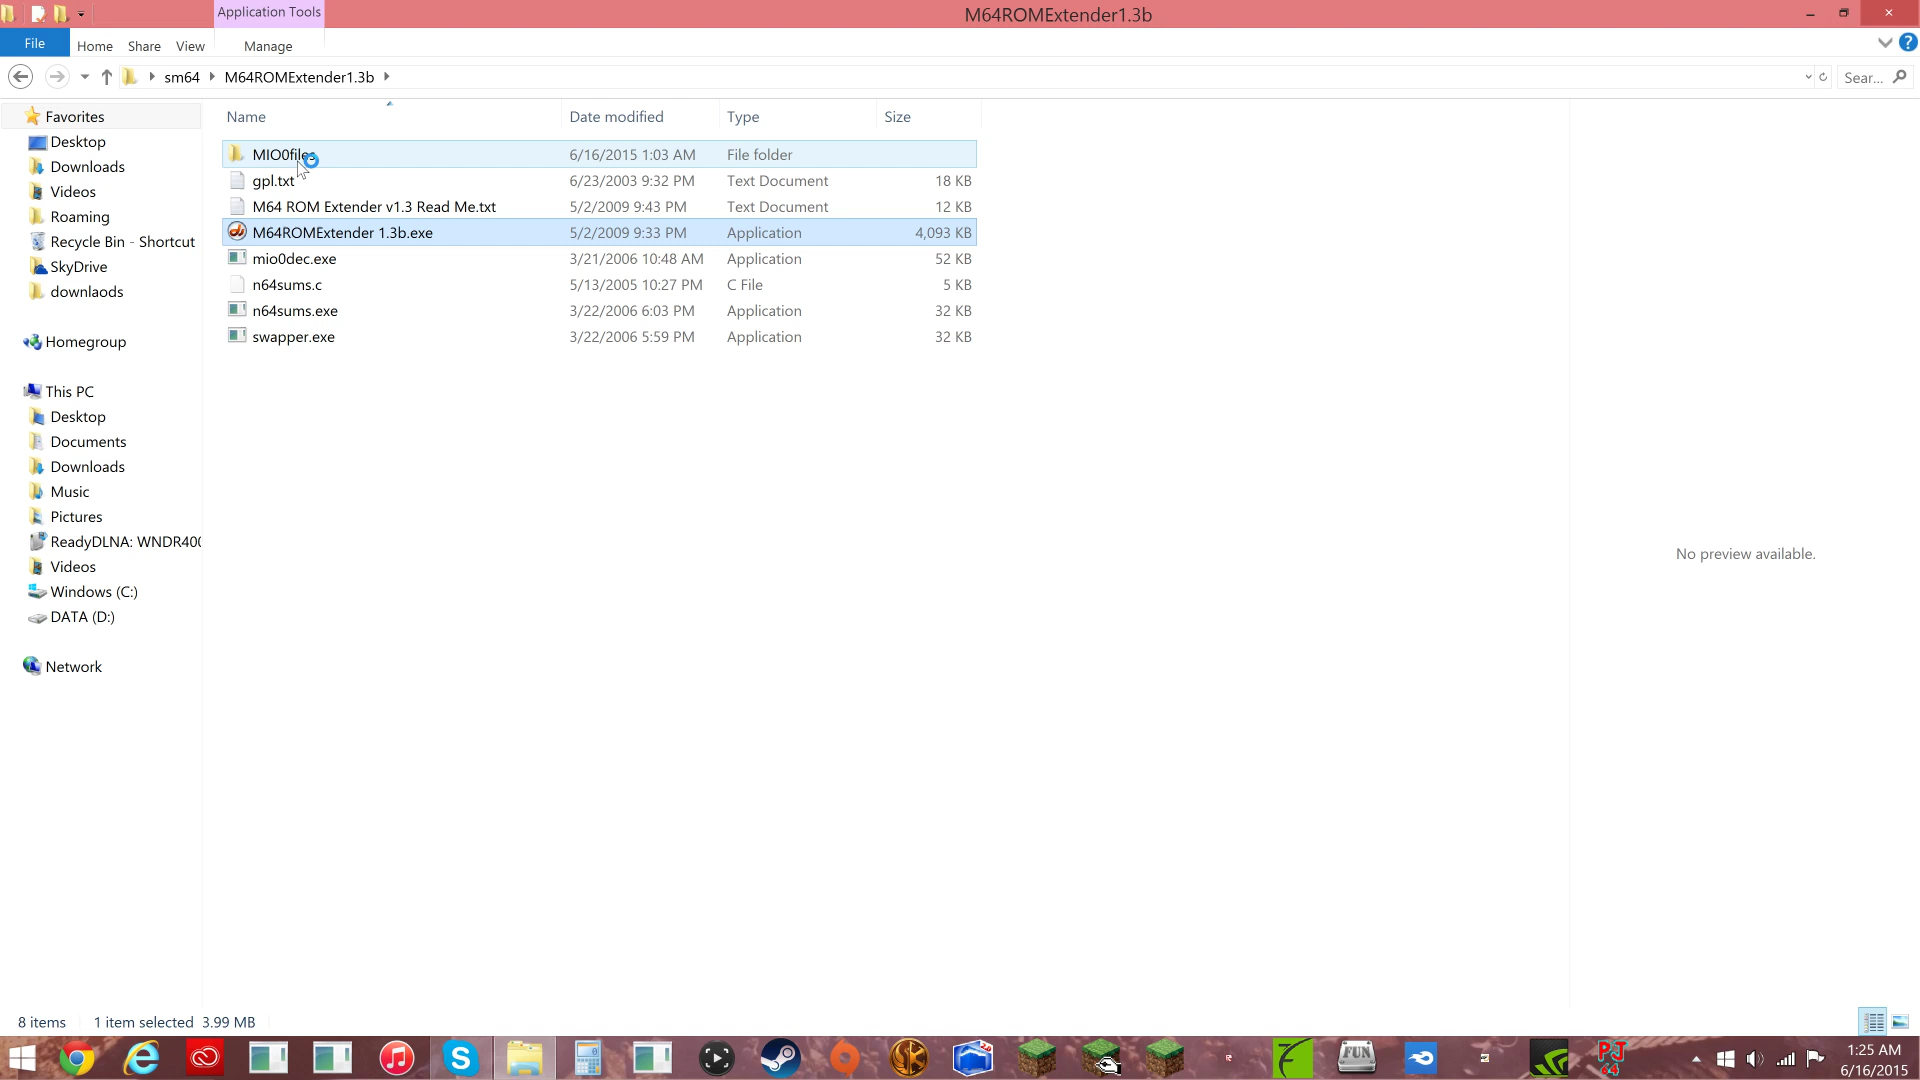 Application Tools
M64ROMExtender1.3b
File Home Share View Manage
sm64 M64ROMExtender1.3b Sear...
Name Date modified Type Size
Favorites
Desktop
Downloads
Videos
Roaming
Recycle Bin - Shortcut
SkyDrive
downlaods
Homegroup
This PC
Desktop
Documents
Downloads
Music
Pictures
ReadyDLNA: WNDR400
Videos
Windows (C:)
DATA (D:)
Network
MIO0files 6/16/2015 1:03 AM File folder
gpl.txt 6/23/2003 9:32 PM Text Document 18 KB
M64 ROM Extender v1.3 Read Me.txt 5/2/2009 9:43 PM Text Document 12 KB
M64ROMExtender 1.3b.exe 5/2/2009 9:33 PM Application 4,093 KB
mio0dec.exe 3/21/2006 10:48 AM Application 52 KB
n64sums.c 5/13/2005 10:27 PM C File 5 KB
n64sums.exe 3/22/2006 6:03 PM Application 32 KB
swapper.exe 3/22/2006 5:59 PM Application 32 KB
No preview available.
8 items 1 item selected 3.99 MB
FUN
PJ
64
1:25 AM
6/16/2015